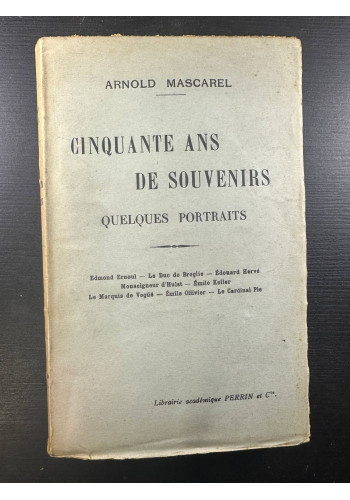 ARNOLD MASCAREL
CINQUANTE ANS
DE SOUVENIRS
QUELQUES PORTRAITS
Edmond Ernoul — Le Duc de Broglie — Édouard Hervé
Monseigneur d'Hulst — Émile Keller
Le Marquis de Vogüé — Émile Ollivier — Le Cardinal Pie
Librairie académique PERRIN et Cie.